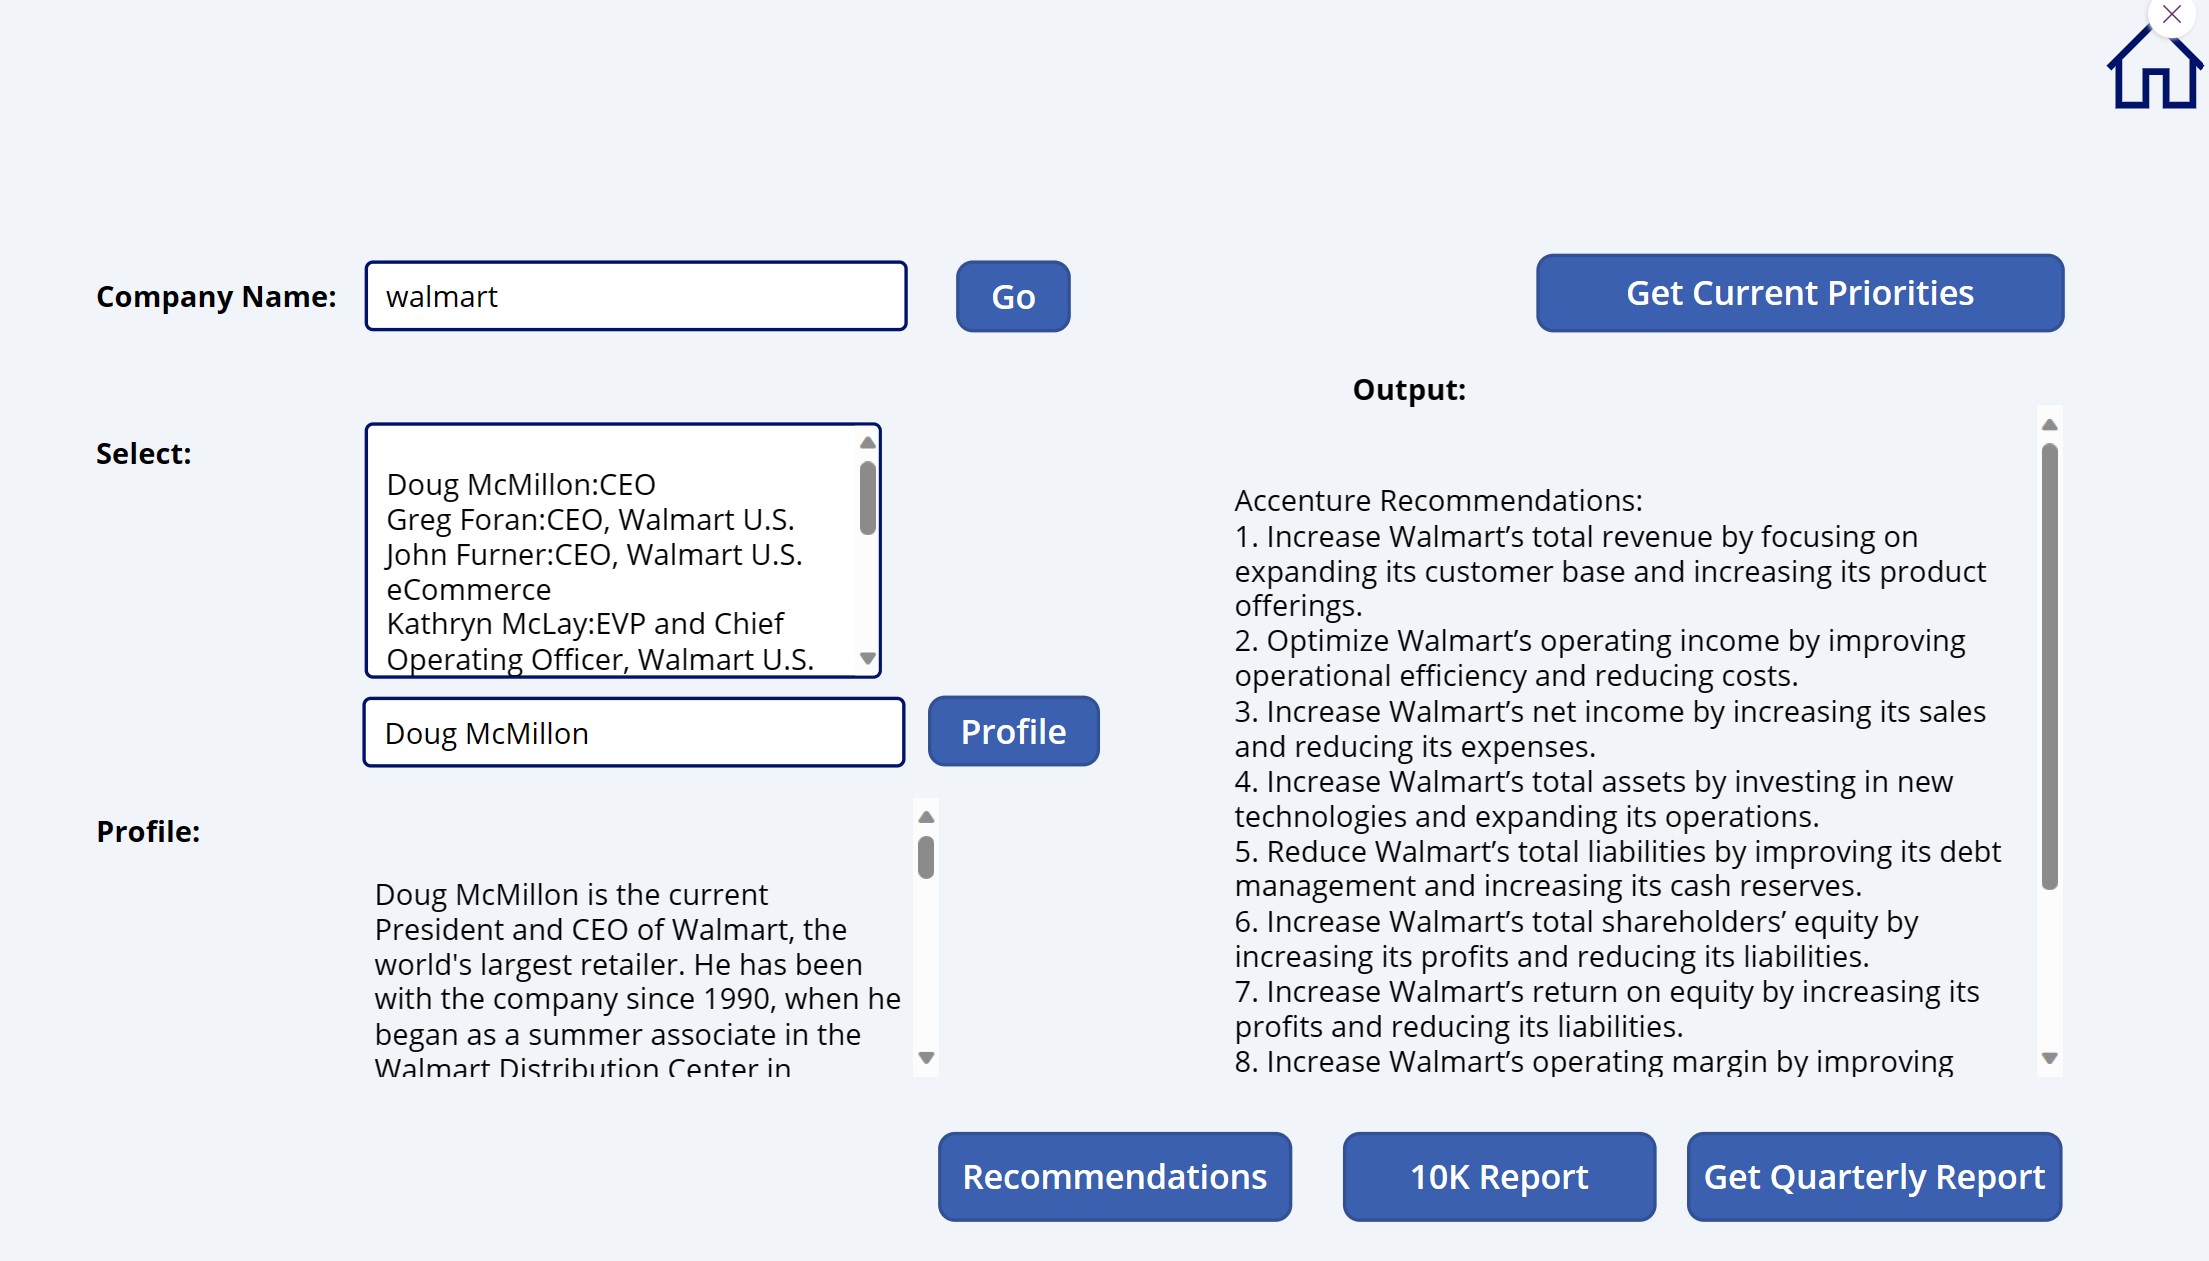 Company Name:
walmart
Go
Get Current Priorities
Select:
Doug McMillon:CEO
Greg Foran:CEO, Walmart U.S.
John Furner:CEO, Walmart U.S.
eCommerce
Kathryn McLay:EVP and Chief
Operating Officer, Walmart U.S.
Doug McMillon
Profile
Profile:
Doug McMillon is the current
President and CEO of Walmart, the
world's largest retailer. He has been
with the company since 1990, when he
began as a summer associate in the
Walmart Distribution Center in
Output:
Accenture Recommendations:
1. Increase Walmart’s total revenue by focusing on
expanding its customer base and increasing its product
offerings.
2. Optimize Walmart’s operating income by improving
operational efficiency and reducing costs.
3. Increase Walmart’s net income by increasing its sales
and reducing its expenses.
4. Increase Walmart’s total assets by investing in new
technologies and expanding its operations.
5. Reduce Walmart’s total liabilities by improving its debt
management and increasing its cash reserves.
6. Increase Walmart’s total shareholders’ equity by
increasing its profits and reducing its liabilities.
7. Increase Walmart’s return on equity by increasing its
profits and reducing its liabilities.
8. Increase Walmart’s operating margin by improving
Recommendations
10K Report
Get Quarterly Report